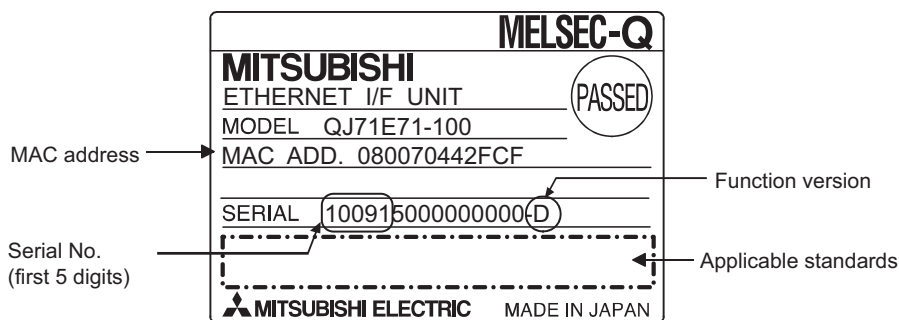 MELSEC-Q
MITSUBISHI
ETHERNET I/F UNIT
PASSED
MODEL QJ71E71-100
MAC address
MAC ADD. 080070442FCF
Function version
SERIAL 100915000000000-D
Serial No.
(first 5 digits)
Applicable standards
MITSUBISHI ELECTRIC MADE IN JAPAN